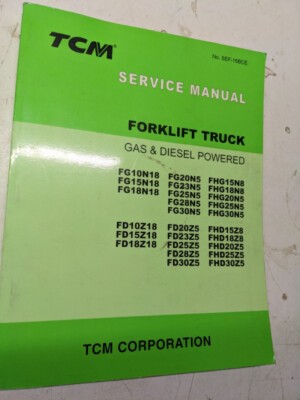 TCM
No. SEF-16BCE
SERVICE MANUAL
FORKLIFT TRUCK
GAS & DIESEL POWERED
FG10N18 FG20N5 FHG15N8
FG15N18 FG23N5 FHG18N8
FG18N18 FG25N5 FHG20N5
FG28N5 FHG25N5
FG30N5 FHG30N5
FD10Z18 FD20Z5 FHD15Z8
FD15Z18 FD23Z5 FHD18Z8
FD18Z18 FD25Z5 FHD20Z5
FD28Z5 FHD25Z5
FD30Z5 FHD30Z5
TCM CORPORATION